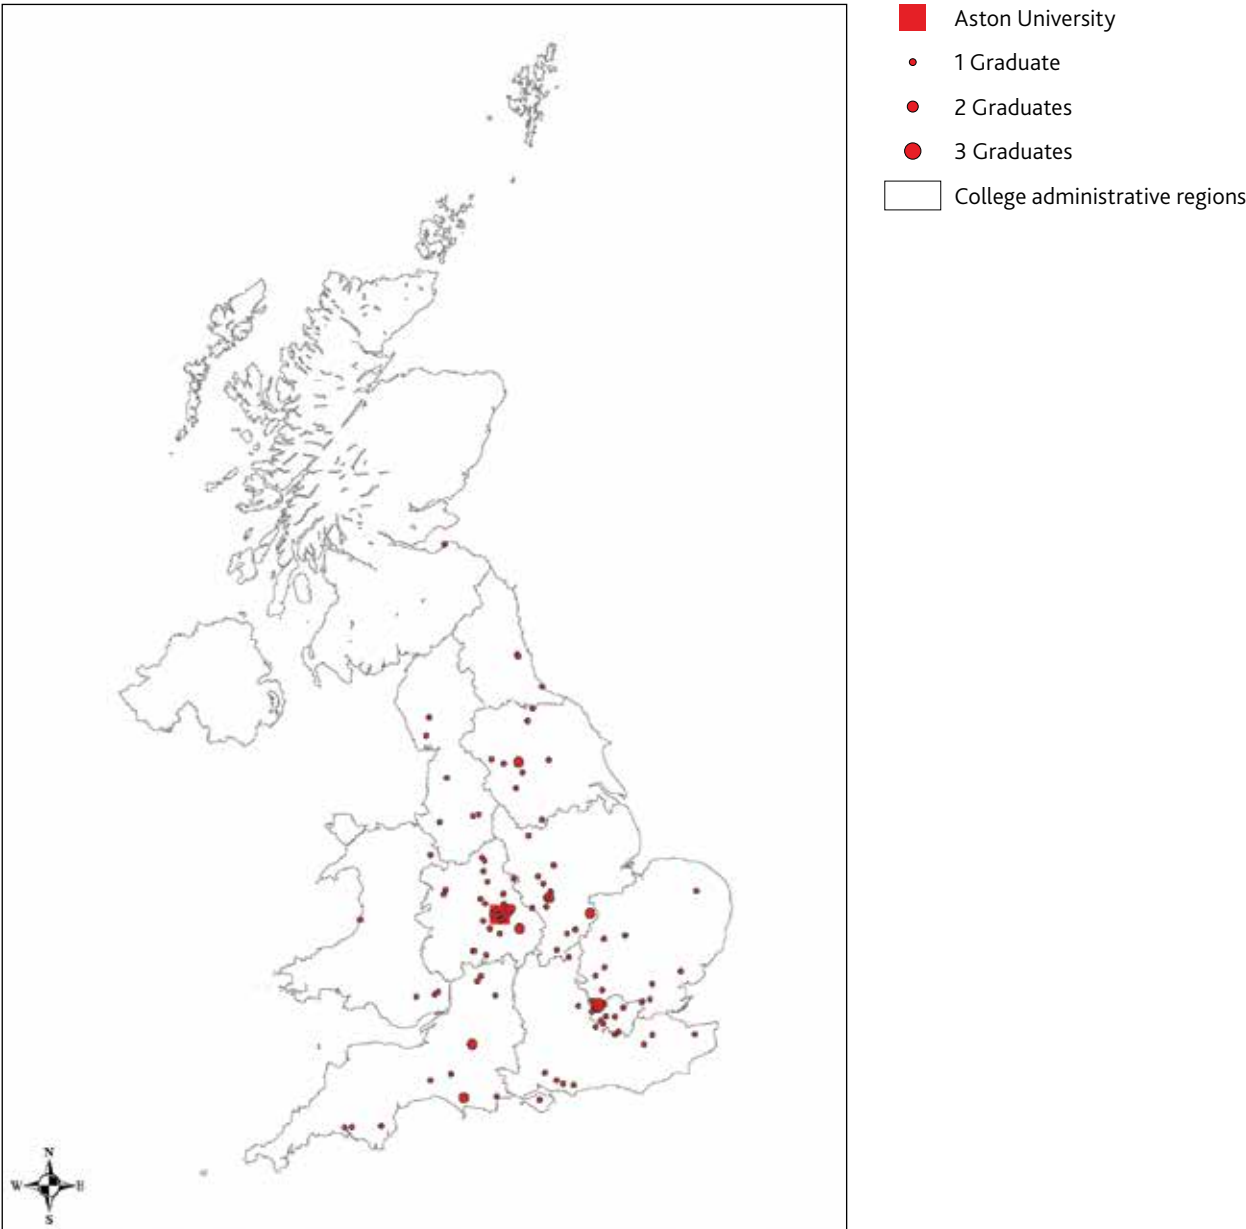 Aston University
1 Graduate
2 Graduates
3 Graduates
College administrative regions
N
W E
S